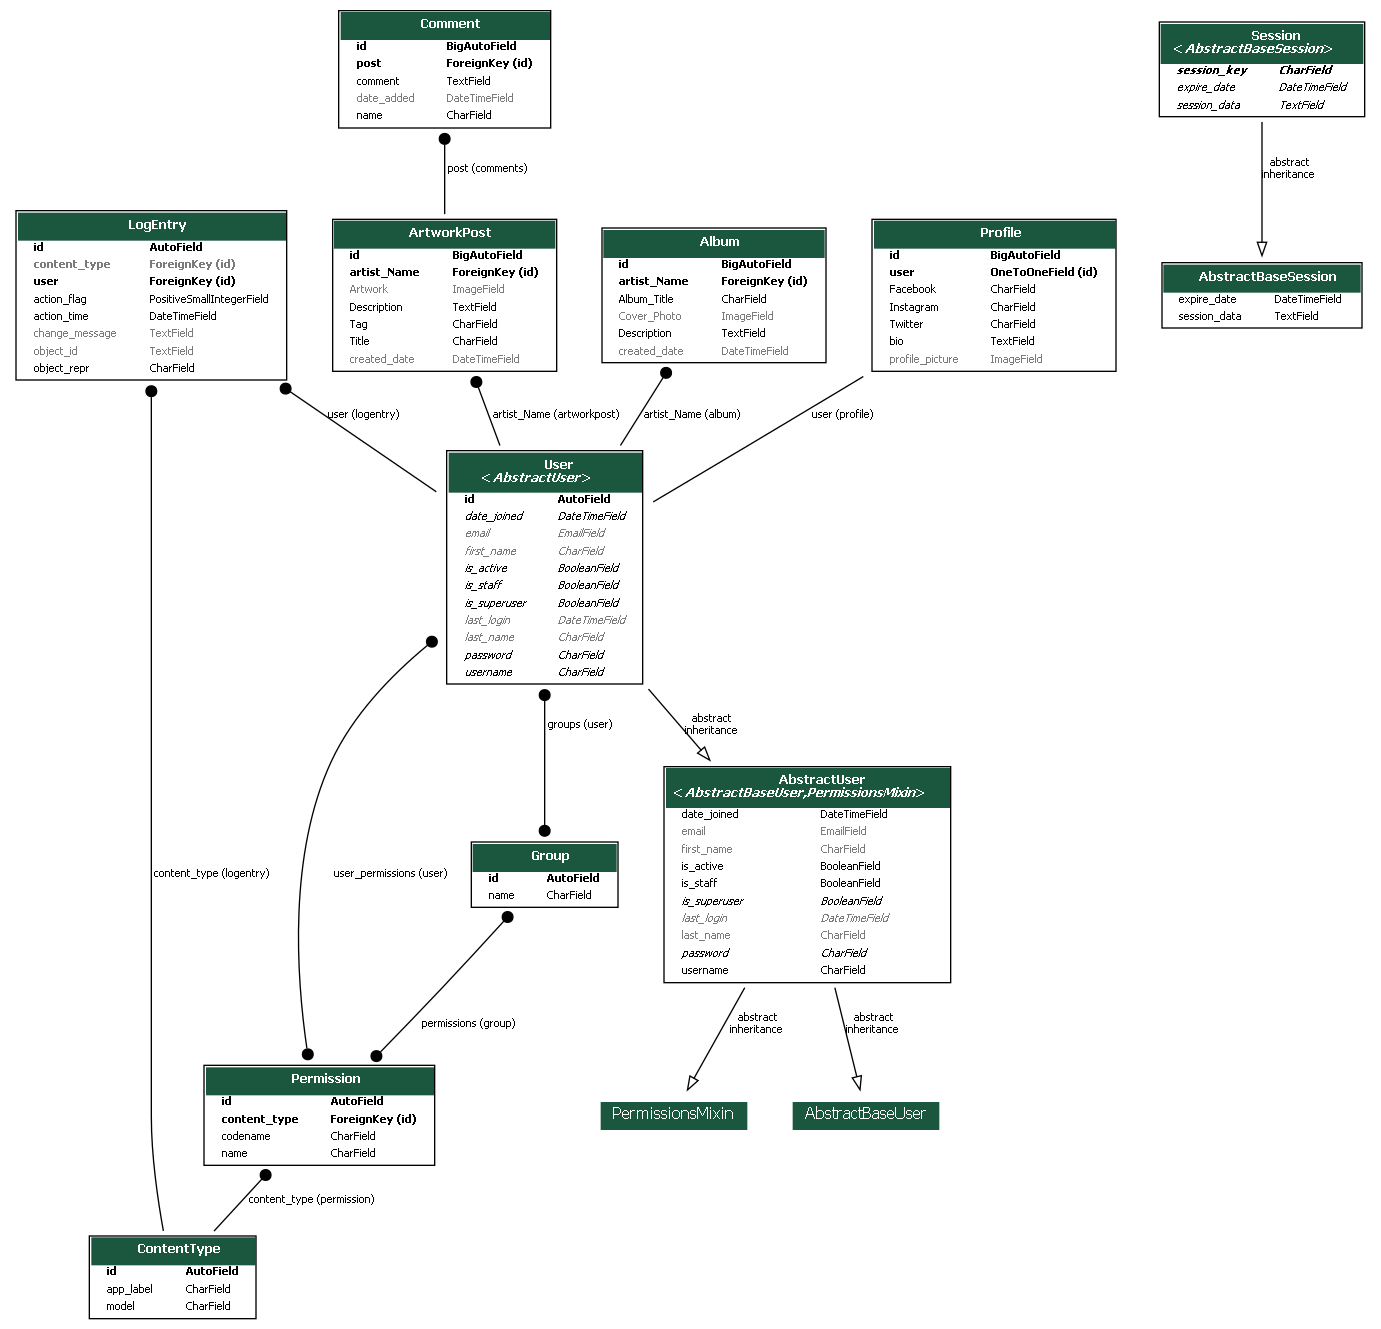 Comment
id BigAutoField
post ForeignKey (id)
comment TextField
date_added DateTimeField
name CharField
Session
<AbstractBaseSession>
session_key CharField
expire_date DateTimeField
session_data TextField
post (comments)
abstract
inheritance
LogEntry
id AutoField
content_type ForeignKey (id)
user ForeignKey (id)
action_flag PositiveSmallIntegerField
action_time DateTimeField
change_message TextField
object_id TextField
object_repr CharField
ArtworkPost
id BigAutoField
artist_Name ForeignKey (id)
Artwork ImageField
Description TextField
Tag CharField
Title CharField
created_date DateTimeField
Album
id BigAutoField
artist_Name ForeignKey (id)
Album_Title CharField
Cover_Photo ImageField
Description TextField
created_date DateTimeField
Profile
id BigAutoField
user OneToOneField (id)
Facebook CharField
Instagram CharField
Twitter CharField
bio TextField
profile_picture ImageField
AbstractBaseSession
expire_date DateTimeField
session_data TextField
user (logentry)
artist_Name (artworkpost)
artist_Name (album)
user (profile)
User
<AbstractUser>
id AutoField
date_joined DateTimeField
email EmailField
first_name CharField
is_active BooleanField
is_staff BooleanField
is_superuser BooleanField
last_login DateTimeField
last_name CharField
password CharField
username CharField
groups (user)
abstract
inheritance
AbstractUser
<AbstractBaseUser,PermissionsMixin>
date_joined DateTimeField
email EmailField
first_name CharField
is_active BooleanField
is_staff BooleanField
is_superuser BooleanField
last_login DateTimeField
last_name CharField
password CharField
username CharField
content_type (logentry)
user_permissions (user)
Group
id AutoField
name CharField
permissions (group)
abstract
inheritance
abstract
inheritance
Permission
id AutoField
content_type ForeignKey (id)
codename CharField
name CharField
PermissionsMixin
AbstractBaseUser
content_type (permission)
ContentType
id AutoField
app_label CharField
model CharField